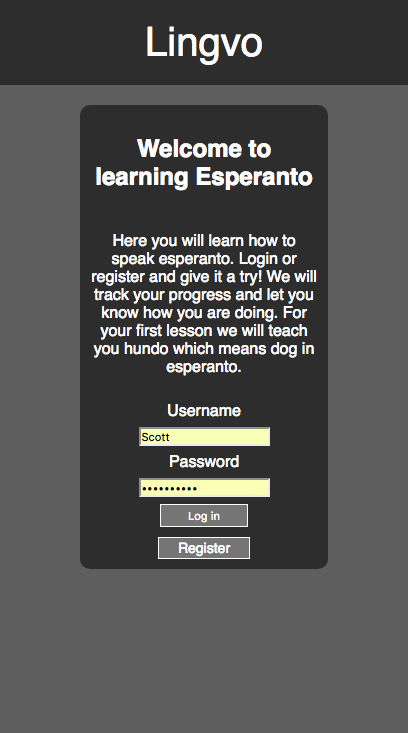 Lingvo
Welcome to
learning Esperanto
Here you will learn how to
speak esperanto. Login or
register and give it a try! We will
track your progress and let you
know how you are doing. For
your first lesson we will teach
you hundo which means dog in
esperanto.
Username
Scott
Password
••••••••••
Log in
Register